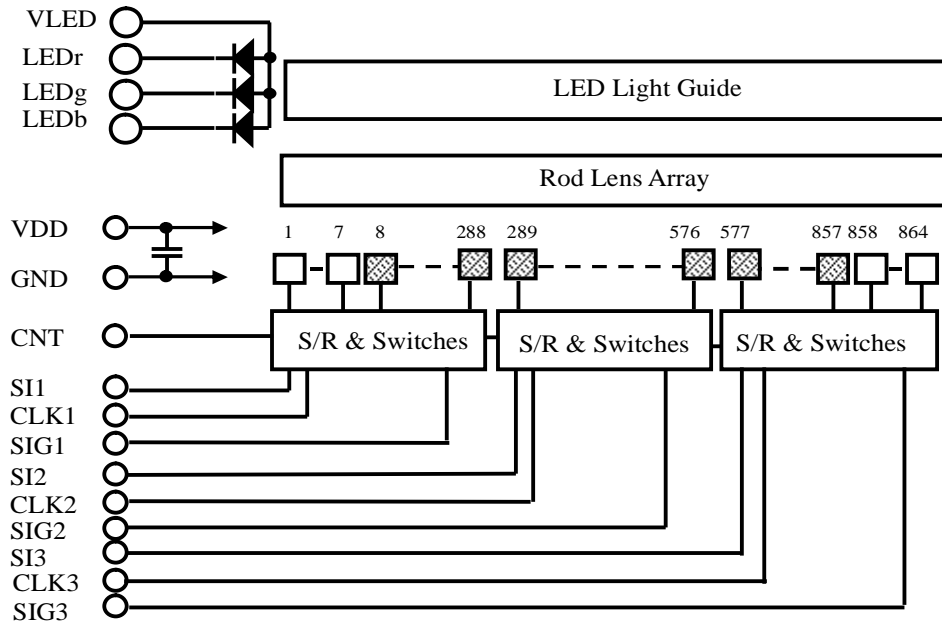 VLED
LEDr
LEDg
LEDb
LED Light Guide
Rod Lens Array
VDD
GND
1 7 8 288 289 576 577 857 858 864
CNT
S/R & Switches S/R & Switches S/R & Switches
SI1
CLK1
SIG1
SI2
CLK2
SIG2
SI3
CLK3
SIG3